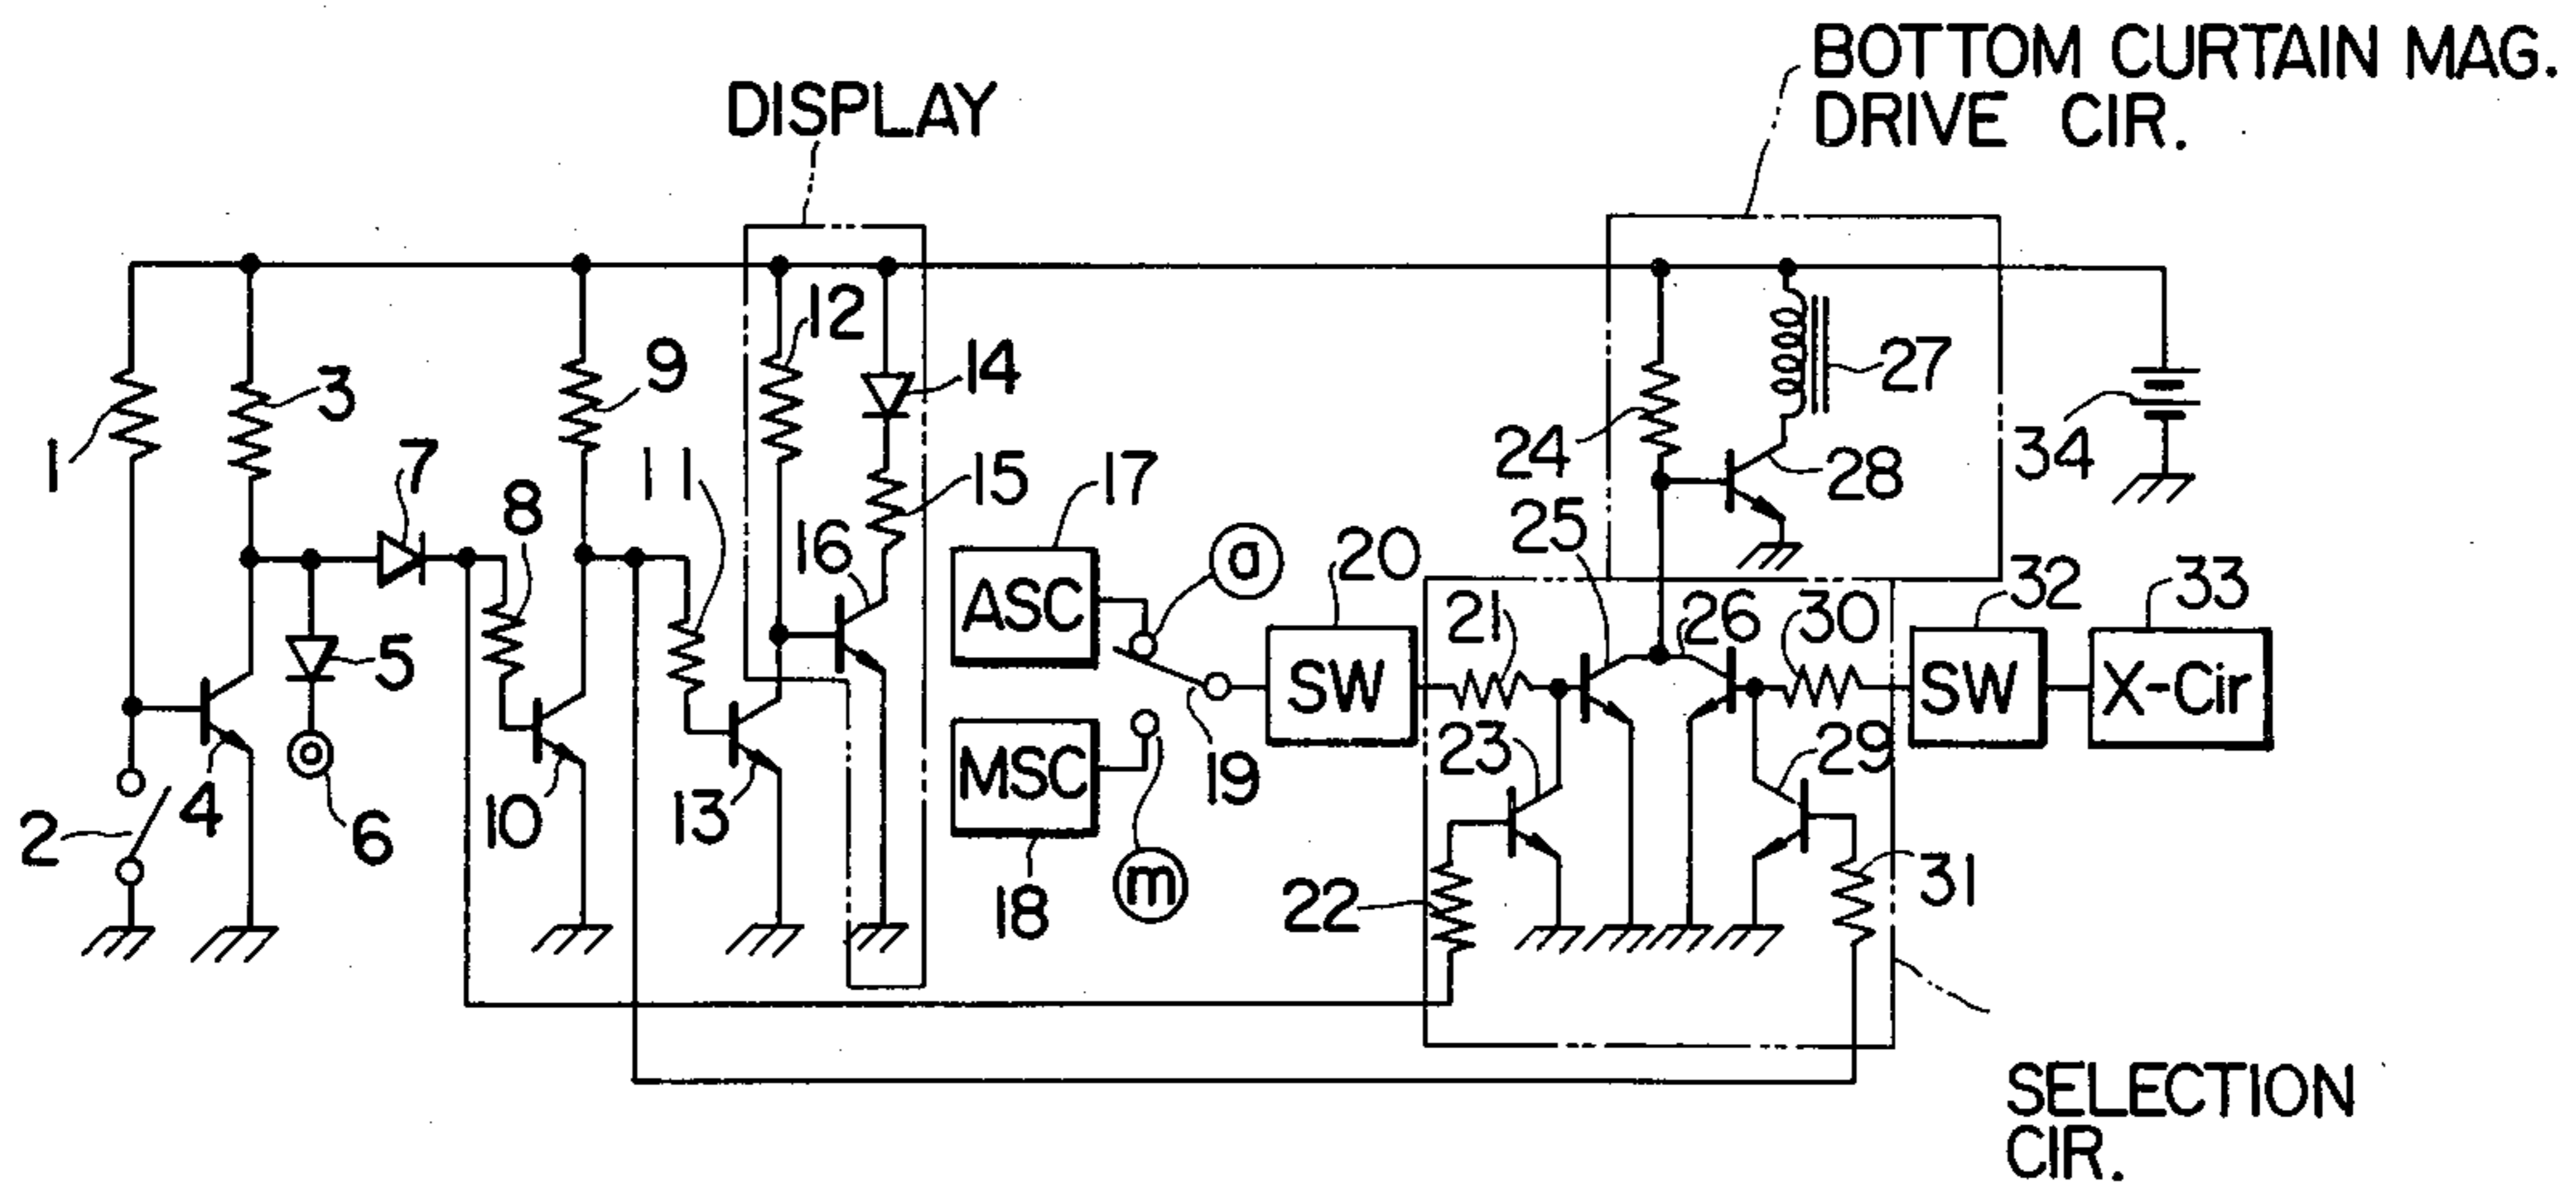 BOTTOM CURTAIN MAG.
DRIVE CIR.
DISPLAY
1
2
3
4
5
6
7
8
9
10
11
12
13
14
15
16
17
ASC
MSC
18
a
m
19
20
SW
21
22
23
24
25
26
27
28
29
30
31
32
SW
33
X-Cir
34
SELECTION
CIR.